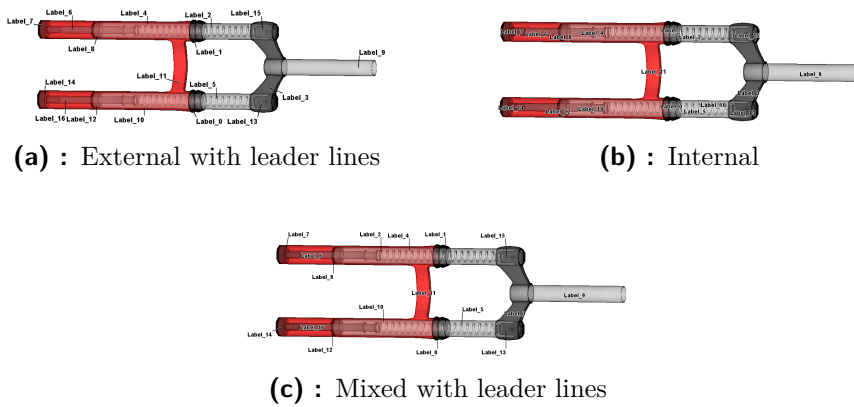 Label_6 Label_4 Label_2 Label_15
Label_7
Label_8 Label_1
Label_9
Label_11
Label_14 Label_5
Label_3
Label_16 Label_12 Label_10 Label_0 Label_13
(a) : External with leader lines
Label_4
Label_15
Label_11
Label_9
Label_10
Label_5
(b) : Internal
Label_7 Label_2 Label_4 Label_1 Label_15
Label_8
Label_11
Label_9
Label_10 Label_5
Label_14
Label_12 Label_0 Label_13
(c) : Mixed with leader lines